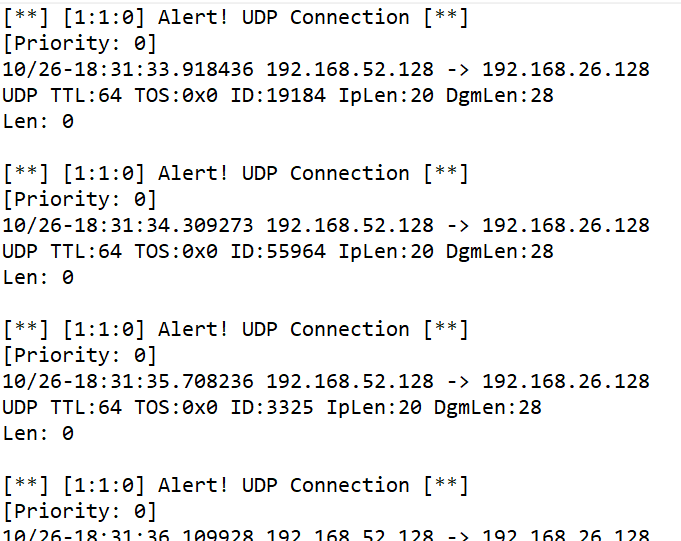 [**] [1:1:0] Alert! UDP Connection [**]
[Priority: 0]
10/26-18:31:33.918436 192.168.52.128 -> 192.168.26.128
UDP TTL:64 TOS:0x0 ID:19184 IpLen:20 DgmLen:28
Len: 0
[**] [1:1:0] Alert! UDP Connection [**]
[Priority: 0]
10/26-18:31:34.309273 192.168.52.128 -> 192.168.26.128
UDP TTL:64 TOS:0x0 ID:55964 IpLen:20 DgmLen:28
Len: 0
[**] [1:1:0] Alert! UDP Connection [**]
[Priority: 0]
10/26-18:31:35.708236 192.168.52.128 -> 192.168.26.128
UDP TTL:64 TOS:0x0 ID:3325 IpLen:20 DgmLen:28
Len: 0
[**] [1:1:0] Alert! UDP Connection [**]
[Priority: 0]
10/26-18:31:36.109928 192.168.52.128 -> 192.168.26.128